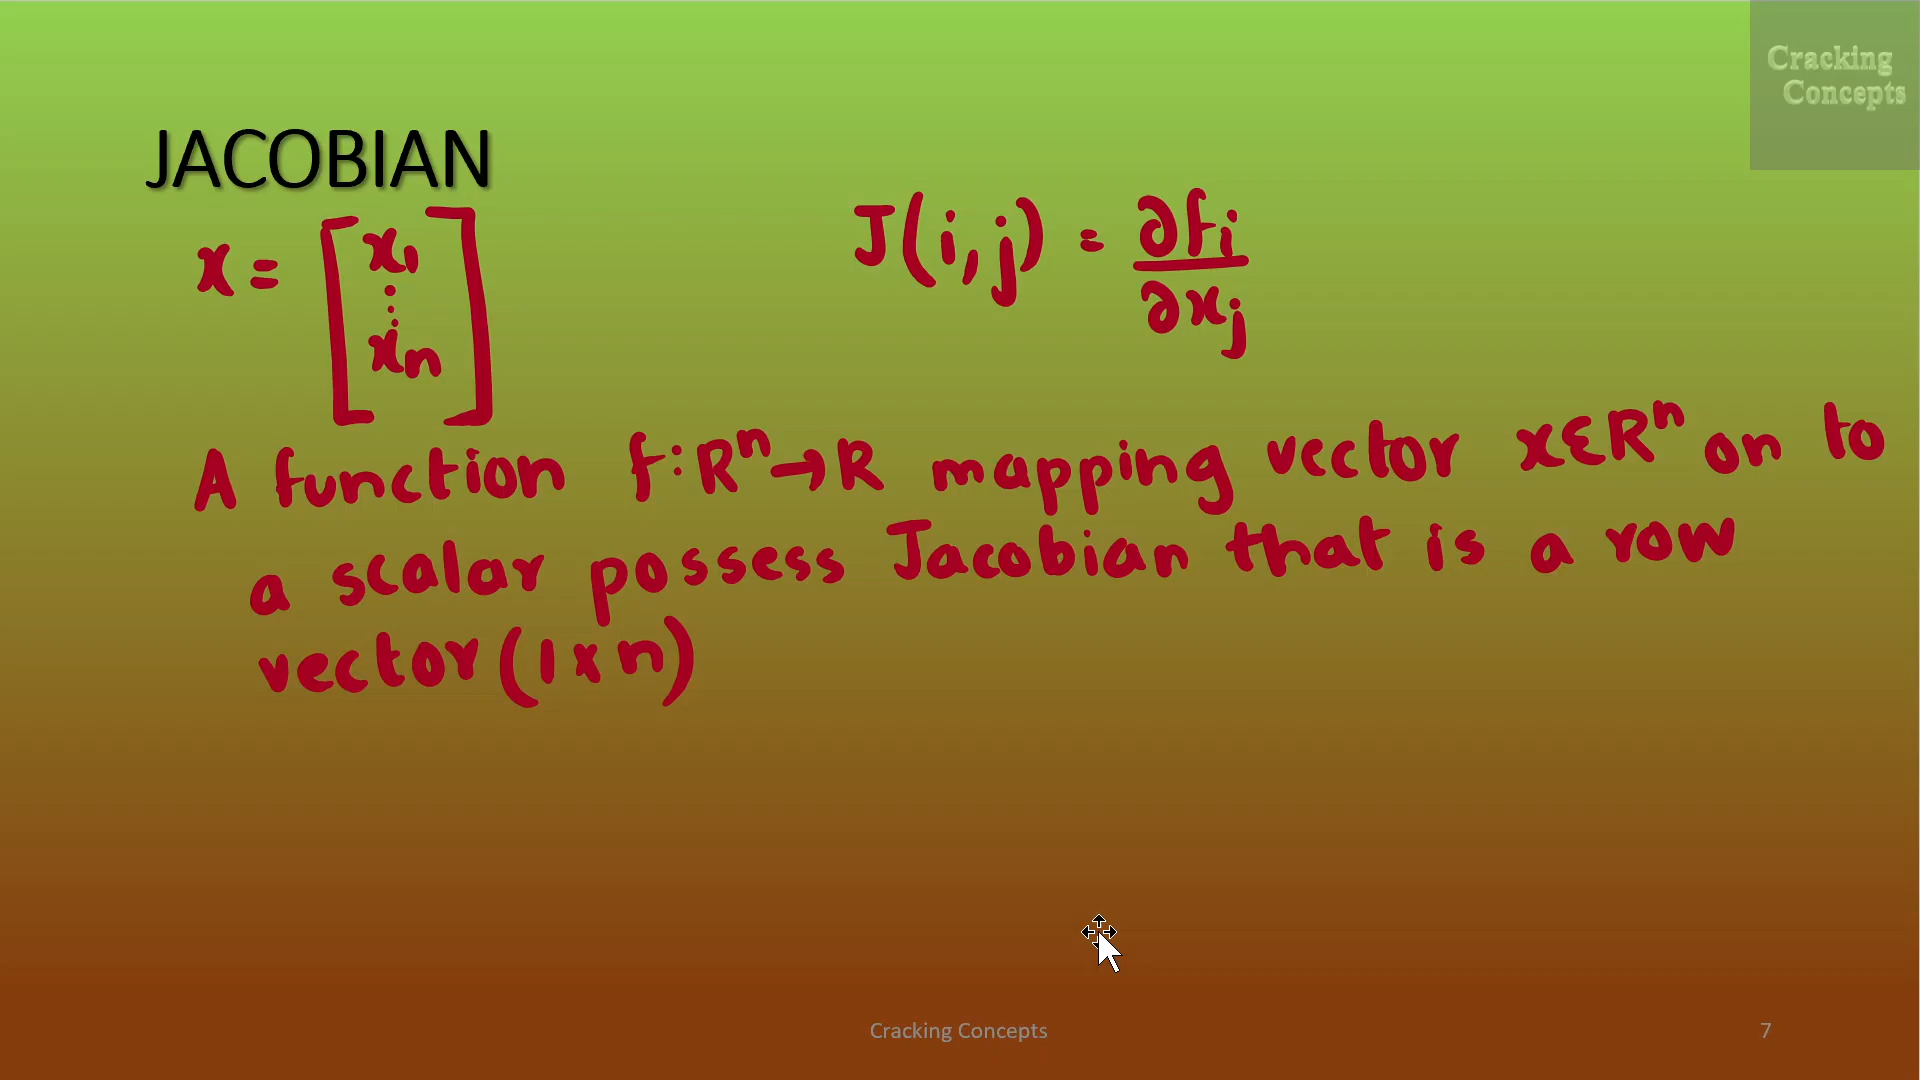 Cracking
Concepts
JACOBIAN
x = [x₁ ⋮ xₙ]
J(i,j) = ∂fi/∂xj
A function f:Rⁿ→R mapping vector x∈Rⁿ on to
a scalar possess Jacobian that is a row
vector (1×n)
Cracking Concepts
7